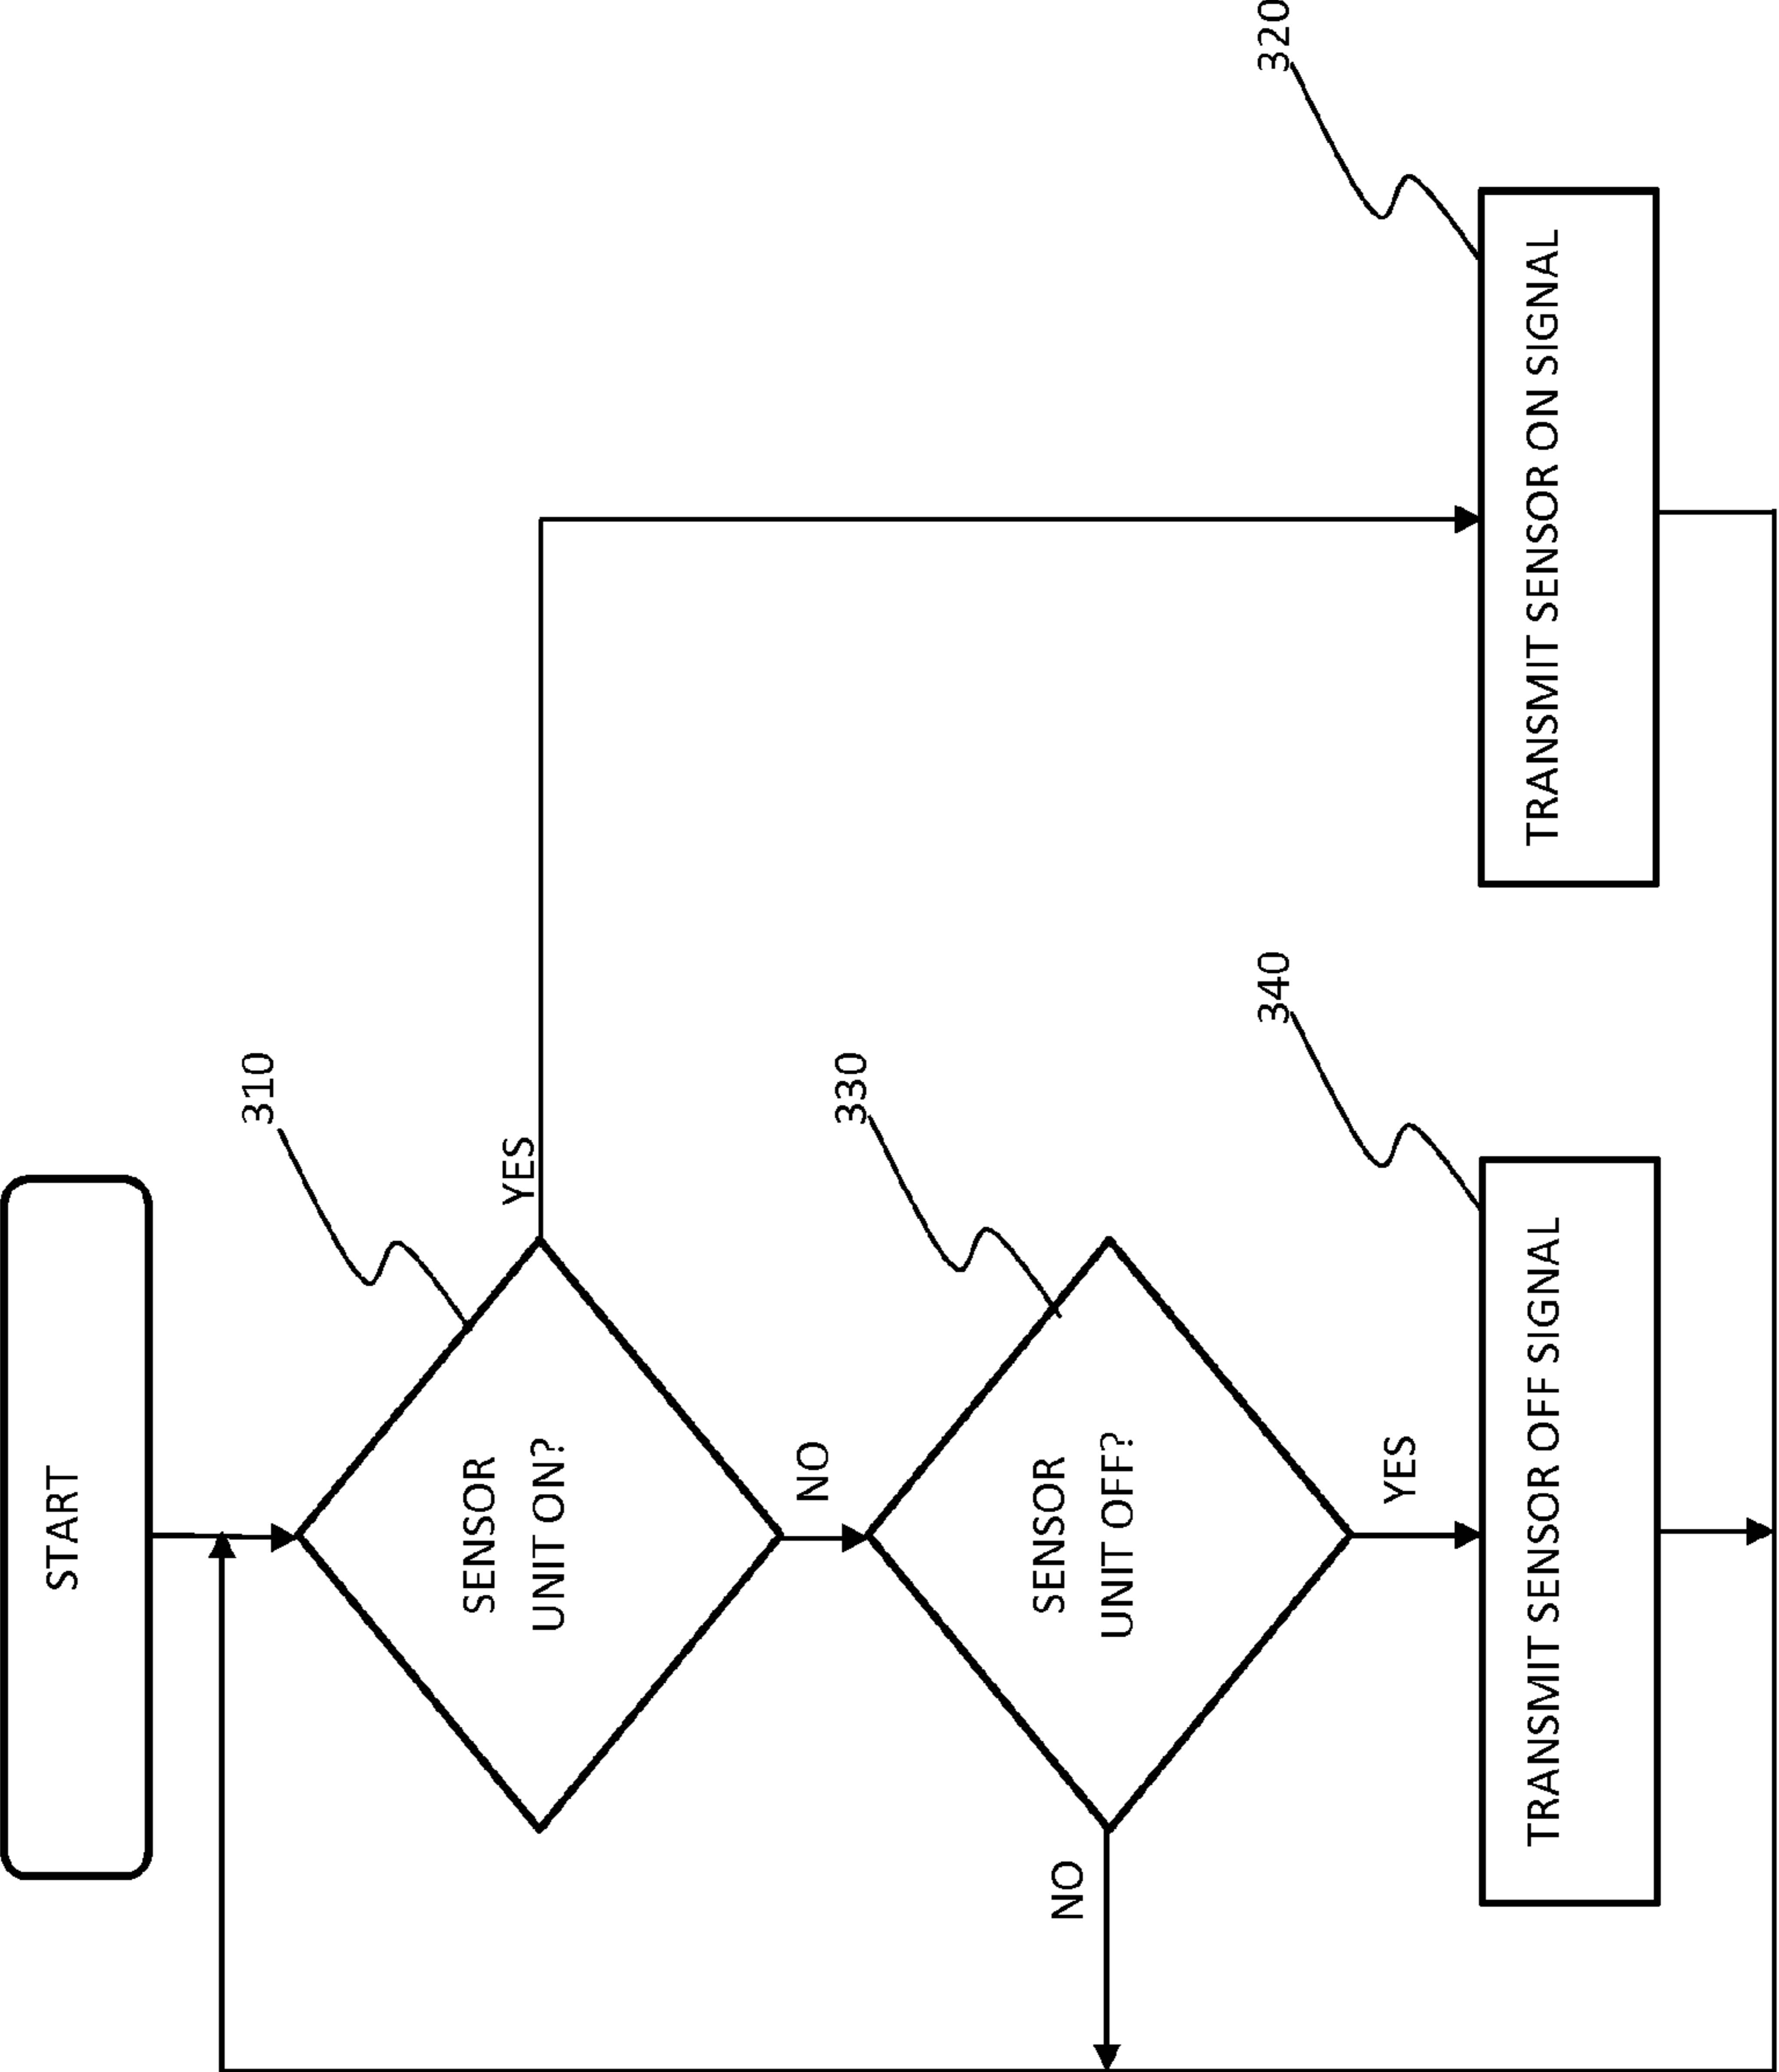 START
310
SENSOR
UNIT ON?
YES
NO
330
SENSOR
UNIT OFF?
NO
YES
340
TRANSMIT SENSOR OFF SIGNAL
320
TRANSMIT SENSOR ON SIGNAL